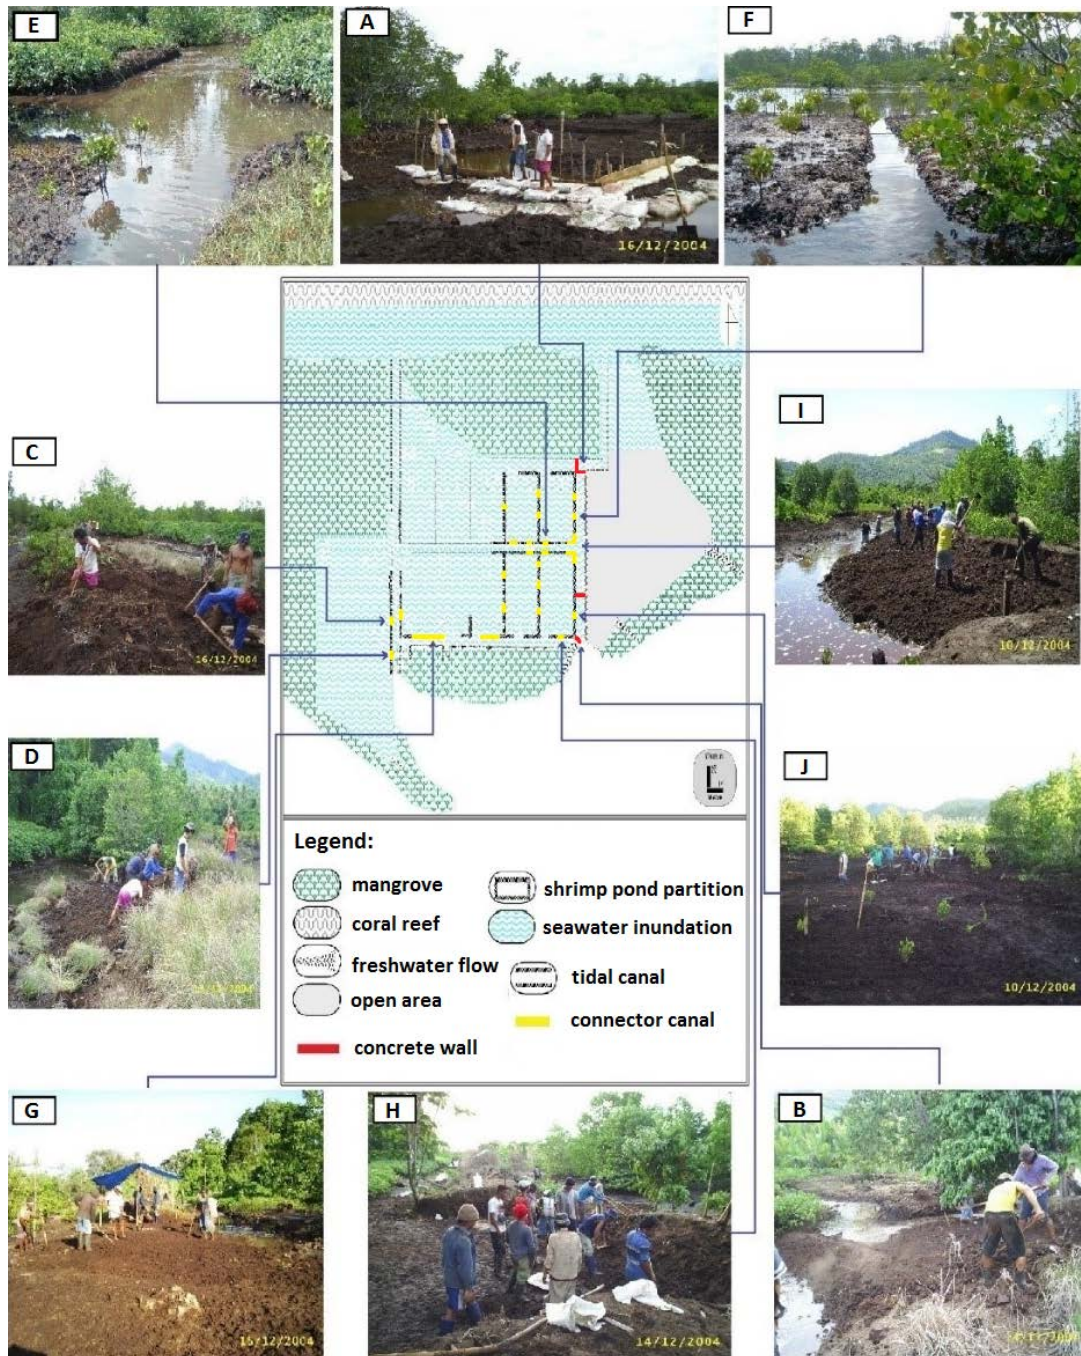 E
A
F
16/12/2004
C
16/12/2004
I
10/12/2004
D
J
10/12/2004
Legend:
mangrove
shrimp pond partition
coral reef
seawater inundation
freshwater flow
tidal canal
open area
connector canal
concrete wall
G
15/12/2004
H
14/12/2004
B